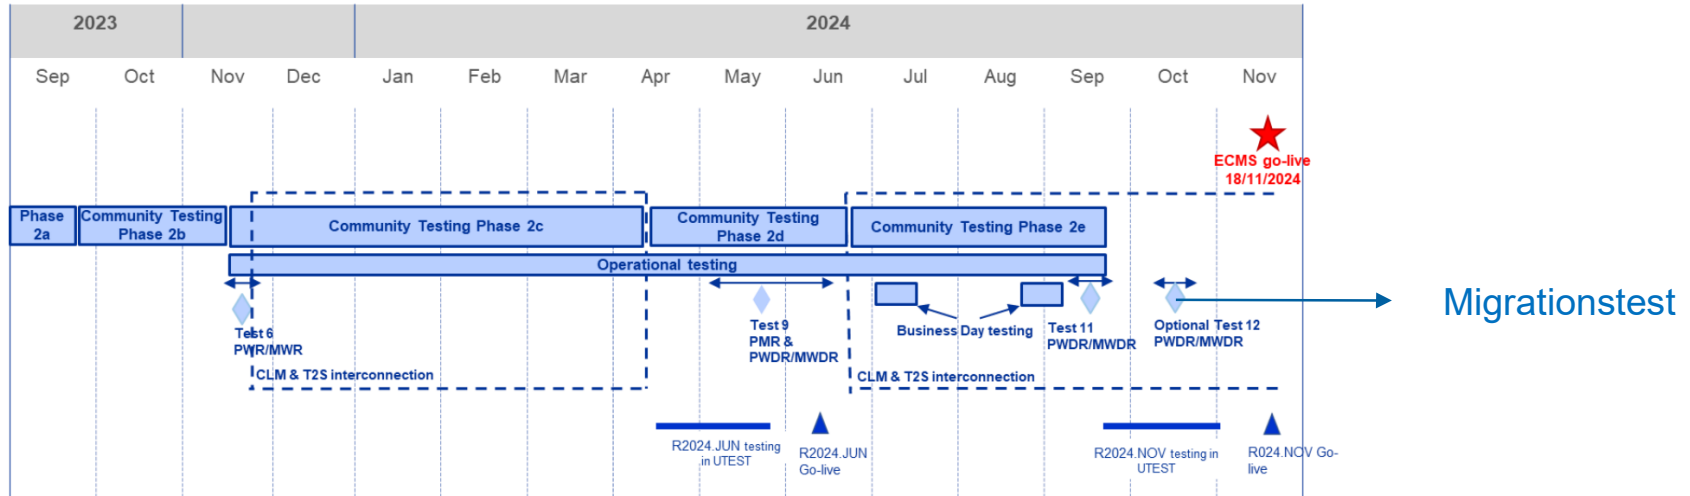 2023
2024
Sep
Oct
Nov
Dec
Jan
Feb
Mar
Apr
May
Jun
Jul
Aug
Sep
Oct
Nov
ECMS go-live
18/11/2024
Phase
2a
Community Testing
Phase 2b
Community Testing Phase 2c
Community Testing
Phase 2d
Community Testing Phase 2e
Operational testing
Test 6
PWR/MWR
Test 9
PMR &
PWDR/MWDR
Business Day testing
Test 11
PWDR/MWDR
Optional Test 12
PWDR/MWDR
Migrationstest
CLM & T2S interconnection
CLM & T2S interconnection
R2024.JUN testing
in UTEST
R2024.JUN
Go-live
R2024.NOV testing in
UTEST
R024.NOV Go-
live